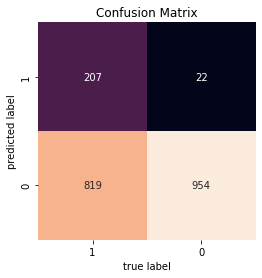 Confusion Matrix
predicted label
1
207
22
0
819
954
1
0
true label